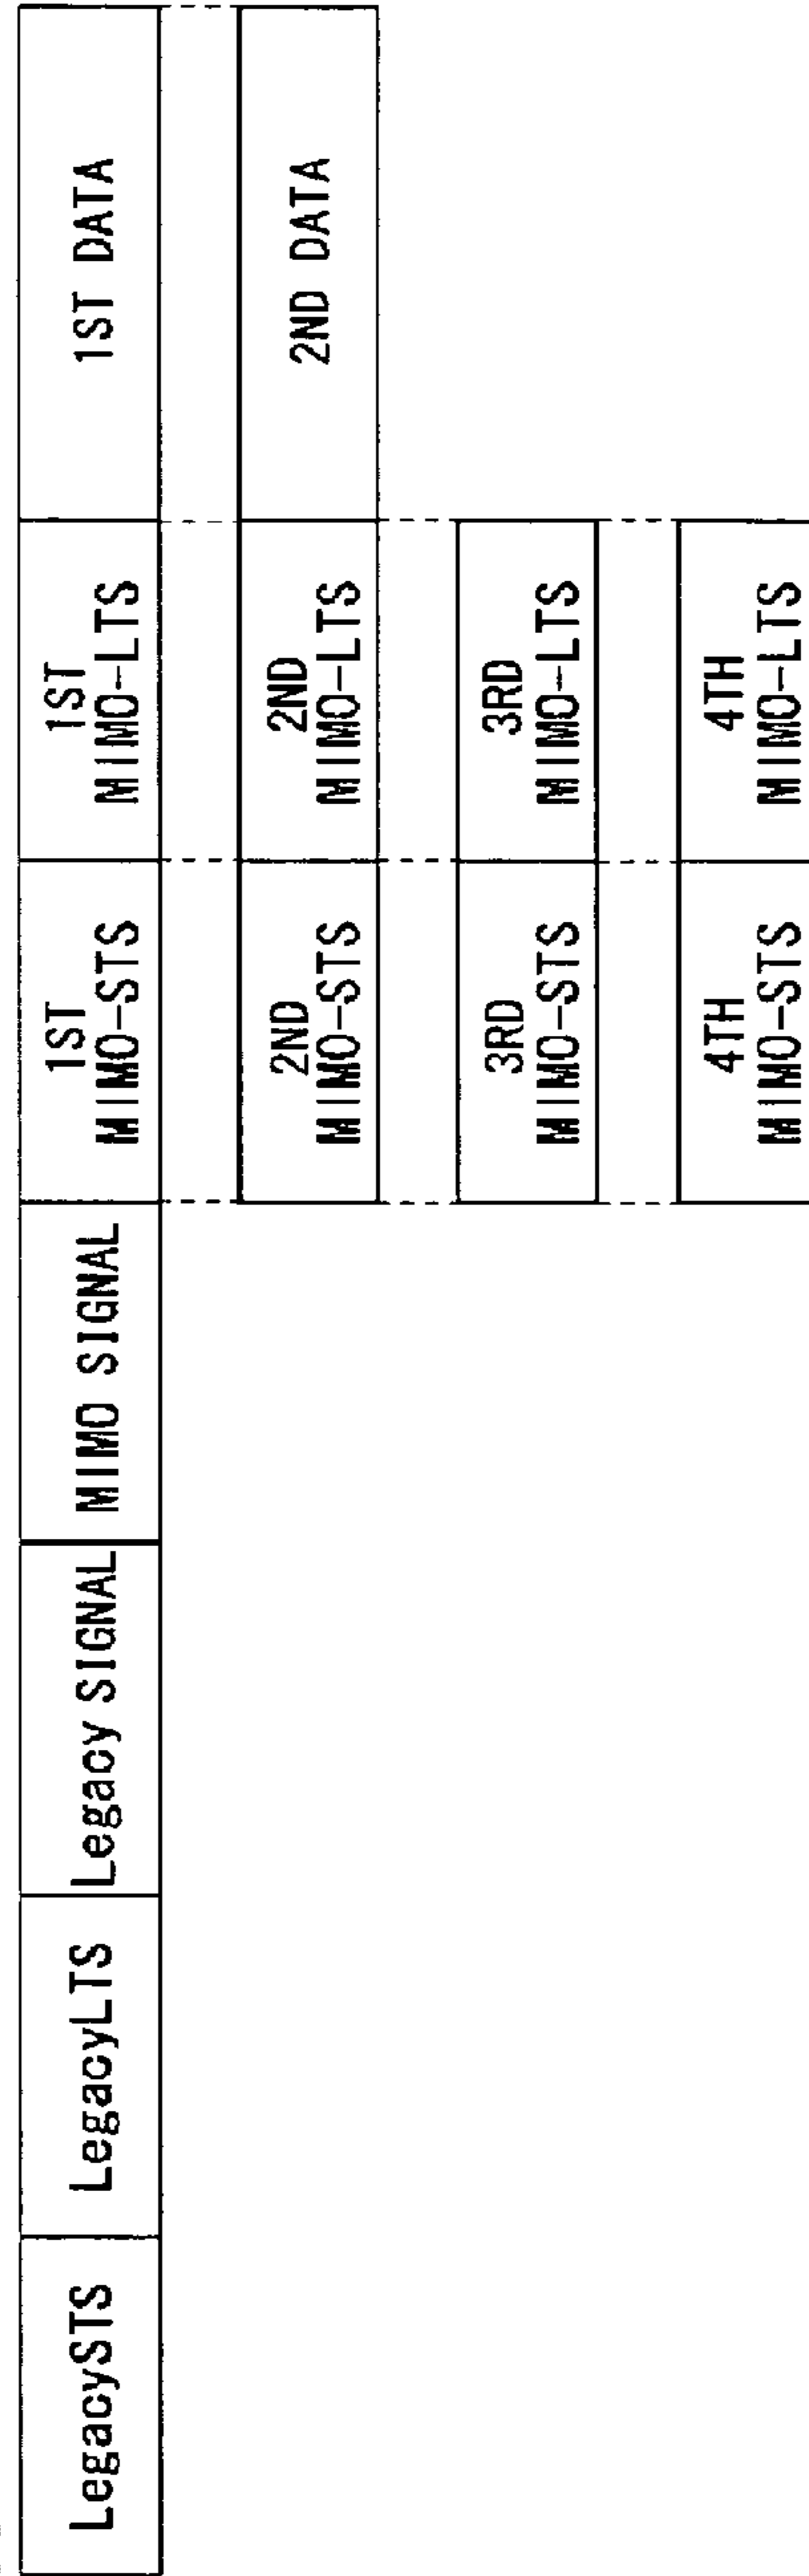 LegacySTS
LegacyLTS
Legacy SIGNAL
MIMO SIGNAL
1ST
MIMO-STS
1ST
MIMO-LTS
1ST DATA
2ND
MIMO-STS
2ND
MIMO-LTS
2ND DATA
3RD
MIMO-STS
3RD
MIMO-LTS
4TH
MIMO-STS
4TH
MIMO-LTS